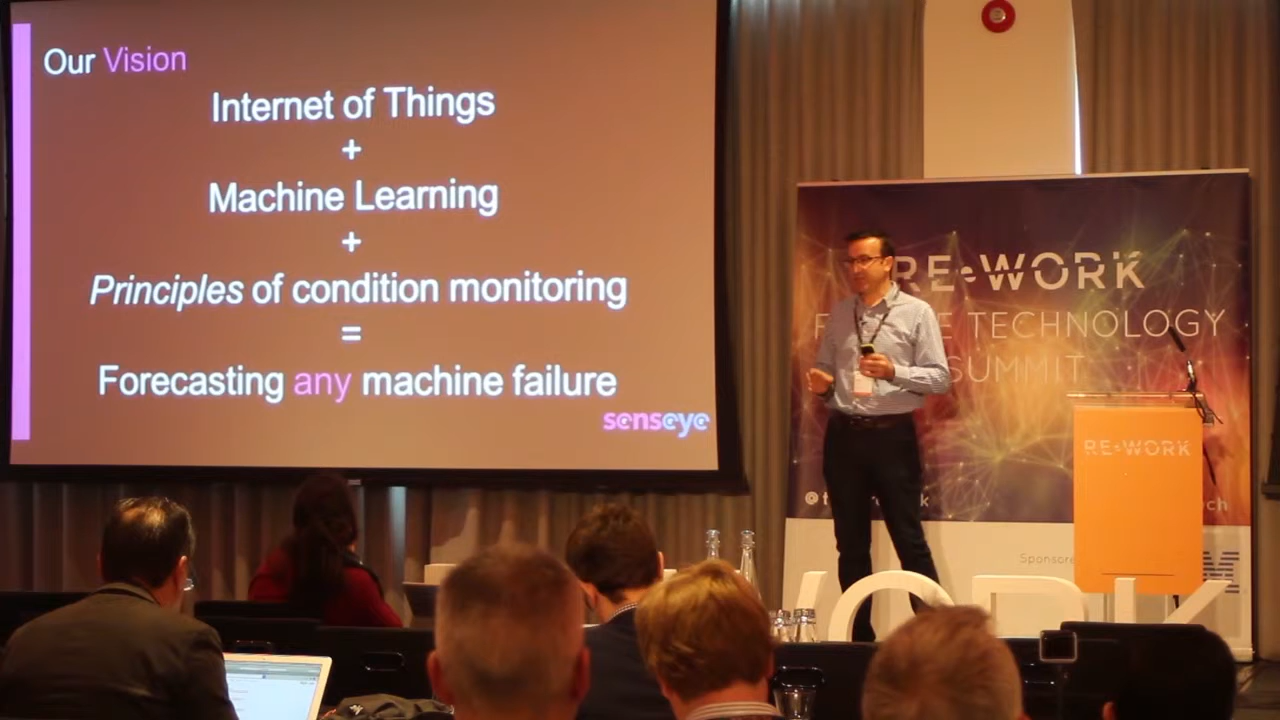 Our Vision
Internet of Things
+
Machine Learning
+
Principles of condition monitoring
=
Forecasting any machine failure
senseye
RE•WORK
TECHNOLOGY
SUMMIT
RE•WORK
WORK